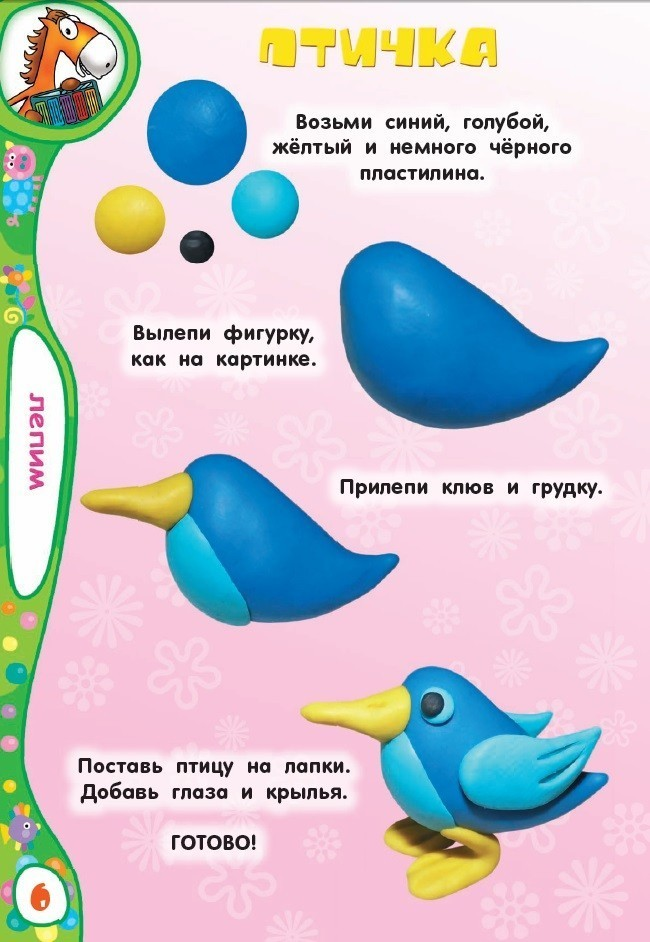 ПТИЧКА
Возьми синий, голубой,
жёлтый и немного чёрного
пластилина.
Вылепи фигурку,
как на картинке.
лепим
Прилепи клюв и грудку.
Поставь птицу на лапки.
Добавь глаза и крылья.
ГОТОВО!
6